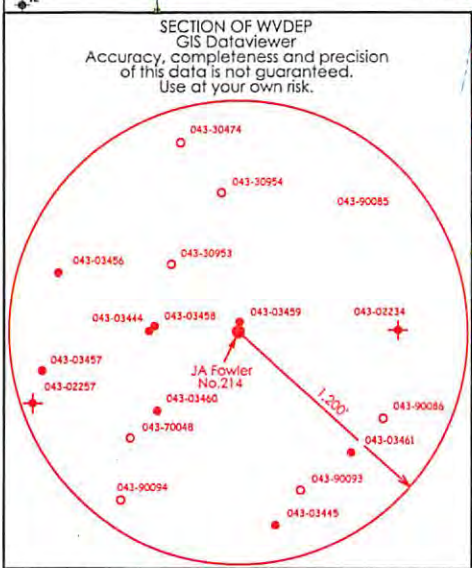 SECTION OF WVDEP
GIS Dataviewer
Accuracy, completeness and precision
of this data is not guaranteed.
Use at your own risk.
043-30474
043-30954
043-90085
043-30953
043-03456
043-03459
043-03444
043-03458
043-02234
043-03457
043-02257
JA Fowler
No.214
1,200'
043-03460
043-90086
043-70048
043-03461
043-90094
043-90093
043-03445